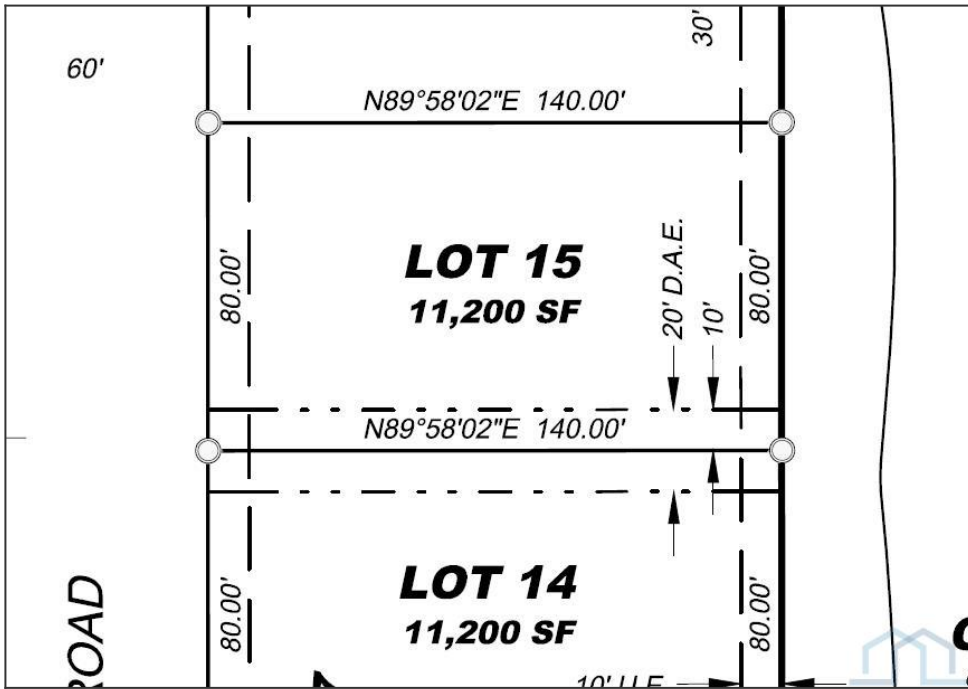 60'
30'
N89°58'02"E 140.00'
80.00'
LOT 15
11,200 SF
20' D.A.E.
10'
80.00'
N89°58'02"E 140.00'
ROAD
80.00'
LOT 14
11,200 SF
80.00'
10' U.E.